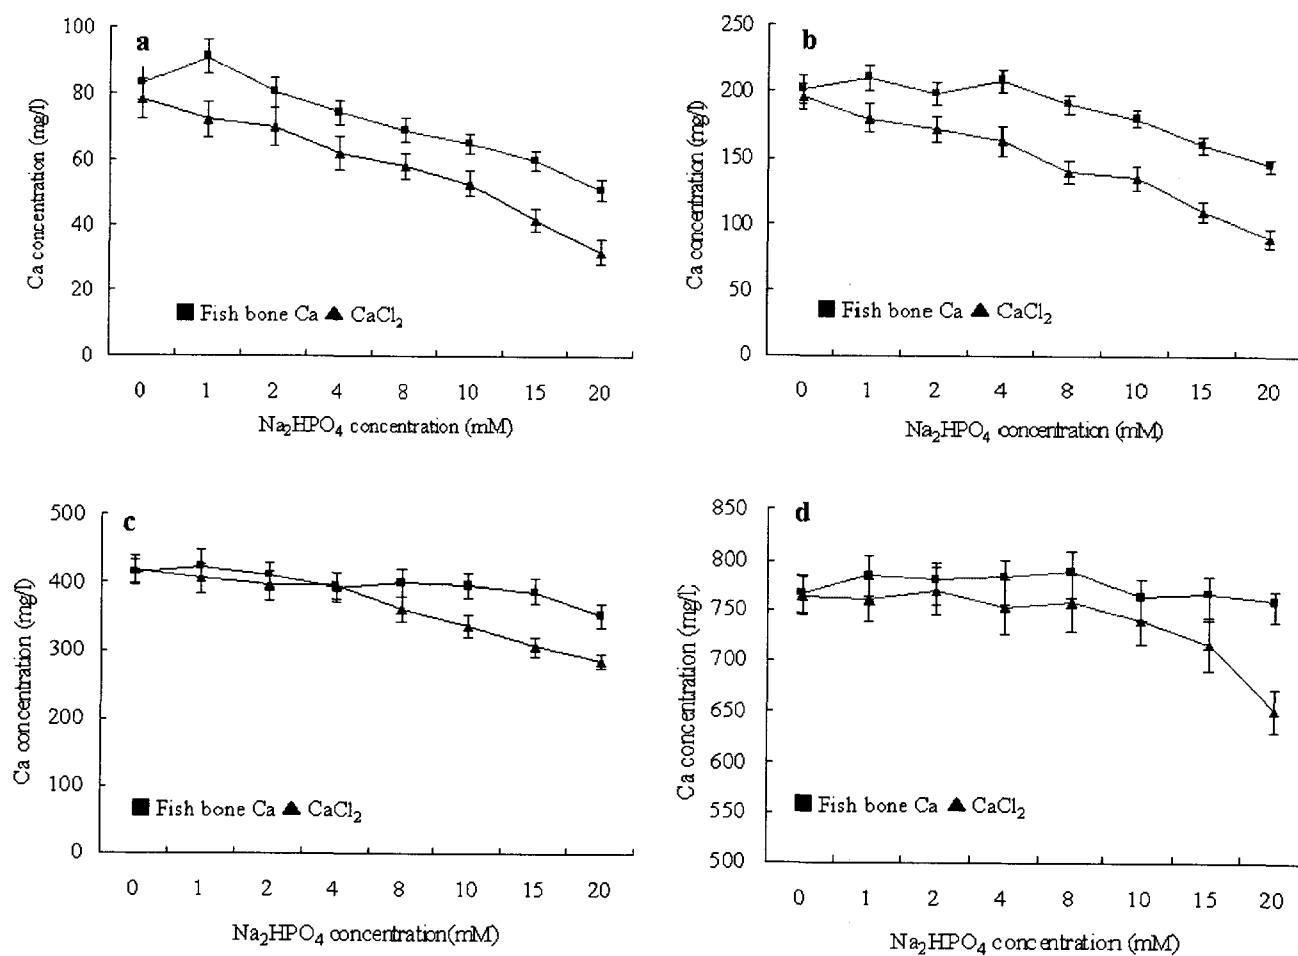 a
100
80
60
40
20
0
Ca concentration (mg/l)
Fish bone Ca CaCl2
0 1 2 4 8 10 15 20
Na2HPO4 concentration (mM)
b
250
200
150
100
50
0
Ca concentration (mg/l)
Fish bone Ca CaCl2
0 1 2 4 8 10 15 20
Na2HPO4 concentration (mM)
c
500
400
300
200
100
0
Ca concentration (mg/l)
Fish bone Ca CaCl2
0 1 2 4 8 10 15 20
Na2HPO4 concentration(mM)
d
850
800
750
700
650
600
550
500
Ca concentration (mg/l)
Fish bone Ca CaCl2
0 1 2 4 8 10 15 20
Na2HPO4 concentration (mM)